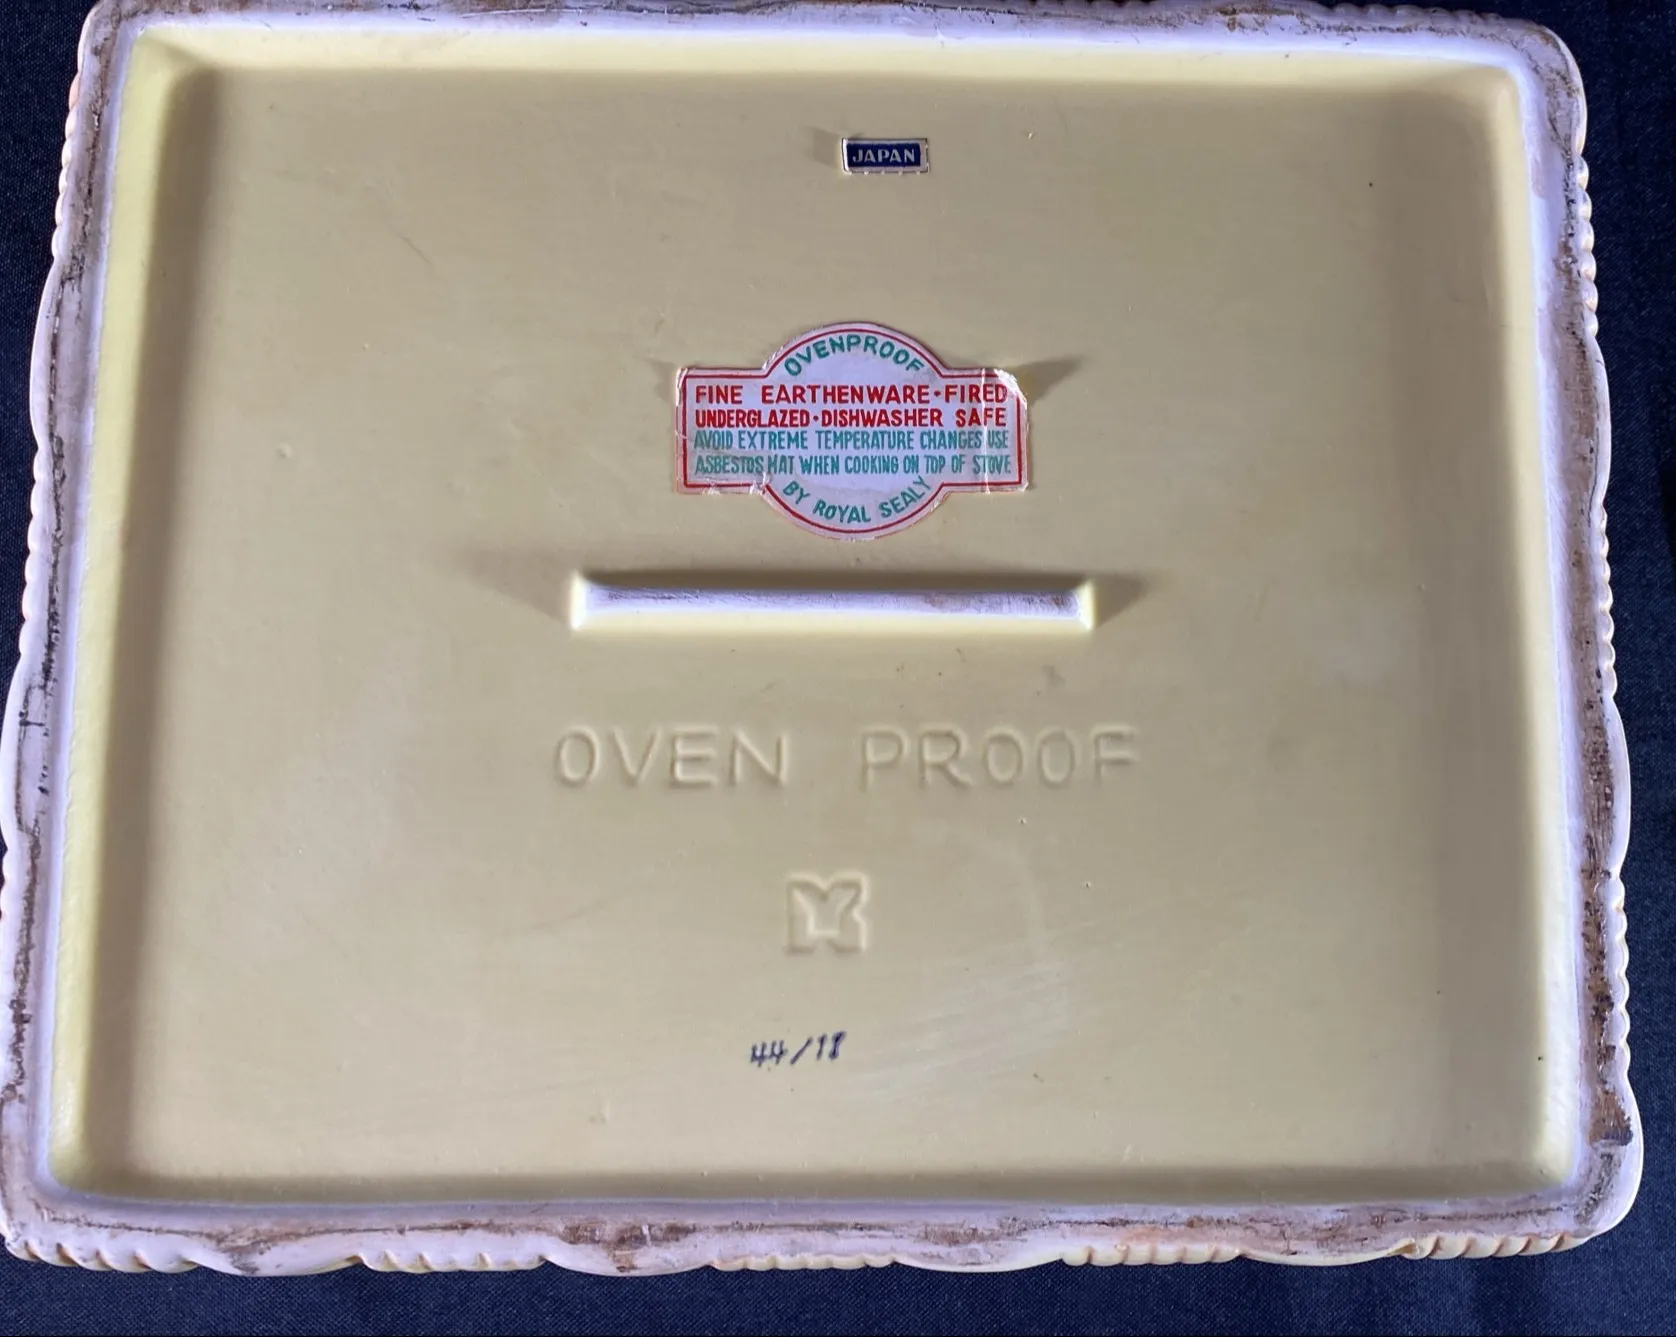 JAPAN
OVENPROOF
FINE EARTHENWARE・FIRED
UNDERGLAZED・DISHWASHER SAFE
AVOID EXTREME TEMPERATURE CHANGES USE
ASBESTOS MAT WHEN COOKING ON TOP OF STOVE
BY ROYAL SEALY
OVEN PROOF
44/18